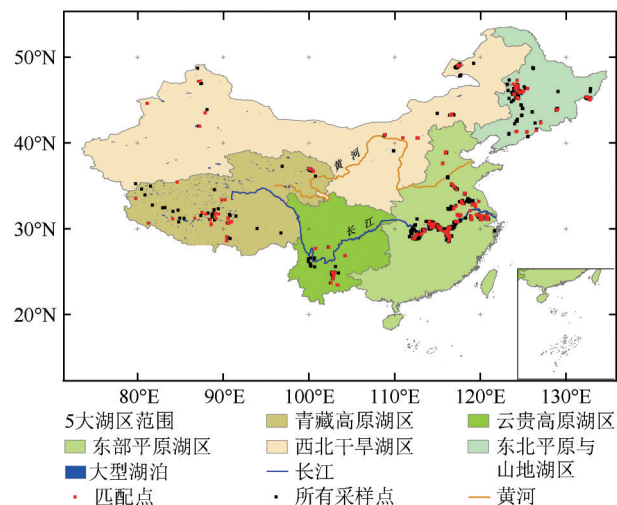 50°N
40°N
30°N
20°N
黄河
长江
80°E 90°E 100°E 110°E 120°E 130°E
5大湖区范围 青藏高原湖区 云贵高原湖区
东部平原湖区 西北干旱湖区 东北平原与
大型湖泊 长江 山地湖区
匹配点 所有采样点 黄河